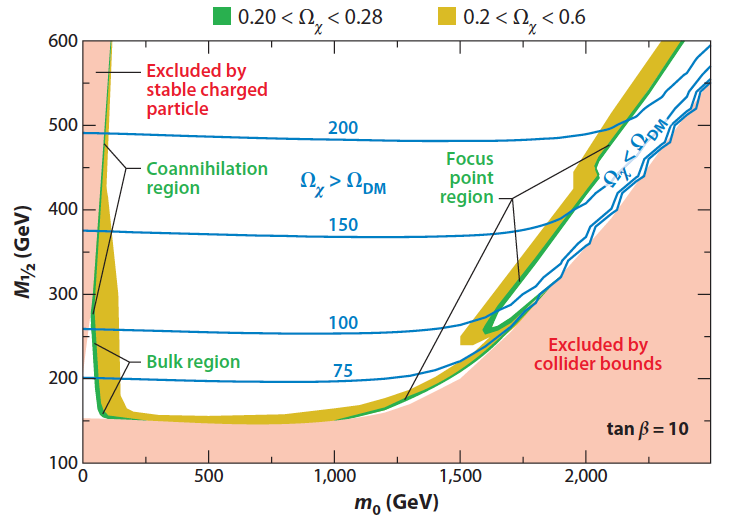 0.20 < Ωχ < 0.28
0.2 < Ωχ < 0.6
600
500
400
300
200
100
M½ (GeV)
Excluded by
stable charged
particle
200
Coannihilation
region
Ωχ > ΩDM
Focus
point
region
Ωχ < ΩDM
150
100
Bulk region
75
Excluded by
collider bounds
tan β = 10
0
500
1,000
1,500
2,000
m0 (GeV)